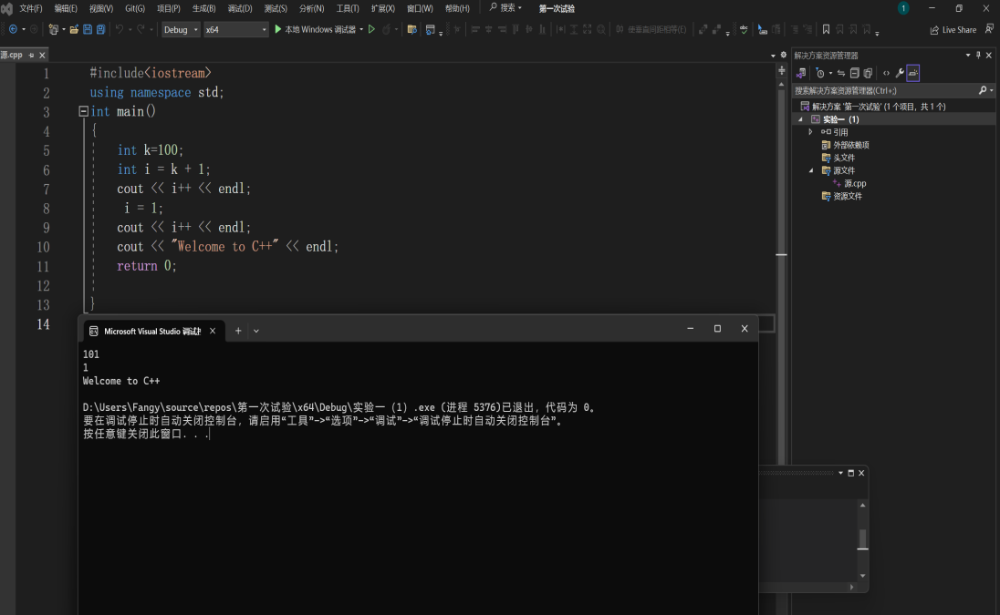 文件(F) 编辑(E) 视图(V) Git(G) 项目(P) 生成(B) 调试(D) 测试(S) 分析(N) 工具(T) 扩展(X) 窗口(W) 帮助(H) 搜索 第一次试验 1
Debug x64 本地 Windows 调试器 使垂直间距相等(E) Live Share
源.cpp
解决方案资源管理器
搜索解决方案资源管理器(Ctrl+;)
解决方案 '第一次试验' (1 个项目, 共 1 个)
实验一 (1)
引用
外部依赖项
头文件
源文件
源.cpp
资源文件
1 #include<iostream>
2 using namespace std;
3 int main()
4 {
5 int k=100;
6 int i = k + 1;
7 cout << i++ << endl;
8 i = 1;
9 cout << i++ << endl;
10 cout << "Welcome to C++" << endl;
11 return 0;
12
13 }
14
Microsoft Visual Studio 调试控
101
1
Welcome to C++
D:\Users\Fangy\source\repos\第一次试验\x64\Debug\实验一 (1) .exe (进程 5376)已退出，代码为 0。
要在调试停止时自动关闭控制台，请启用“工具”->“选项”->“调试”->“调试停止时自动关闭控制台”。
按任意键关闭此窗口. . .